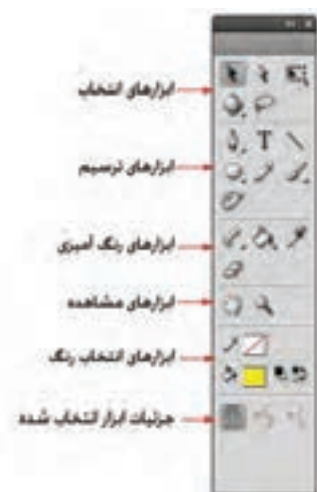 ابزارهای انتخاب
ابزارهای ترسیم
ابزارهای رنگ آمیزی
ابزارهای مشاهده
ابزارهای انتخاب رنگ
جزئیات ابزار انتخاب شده